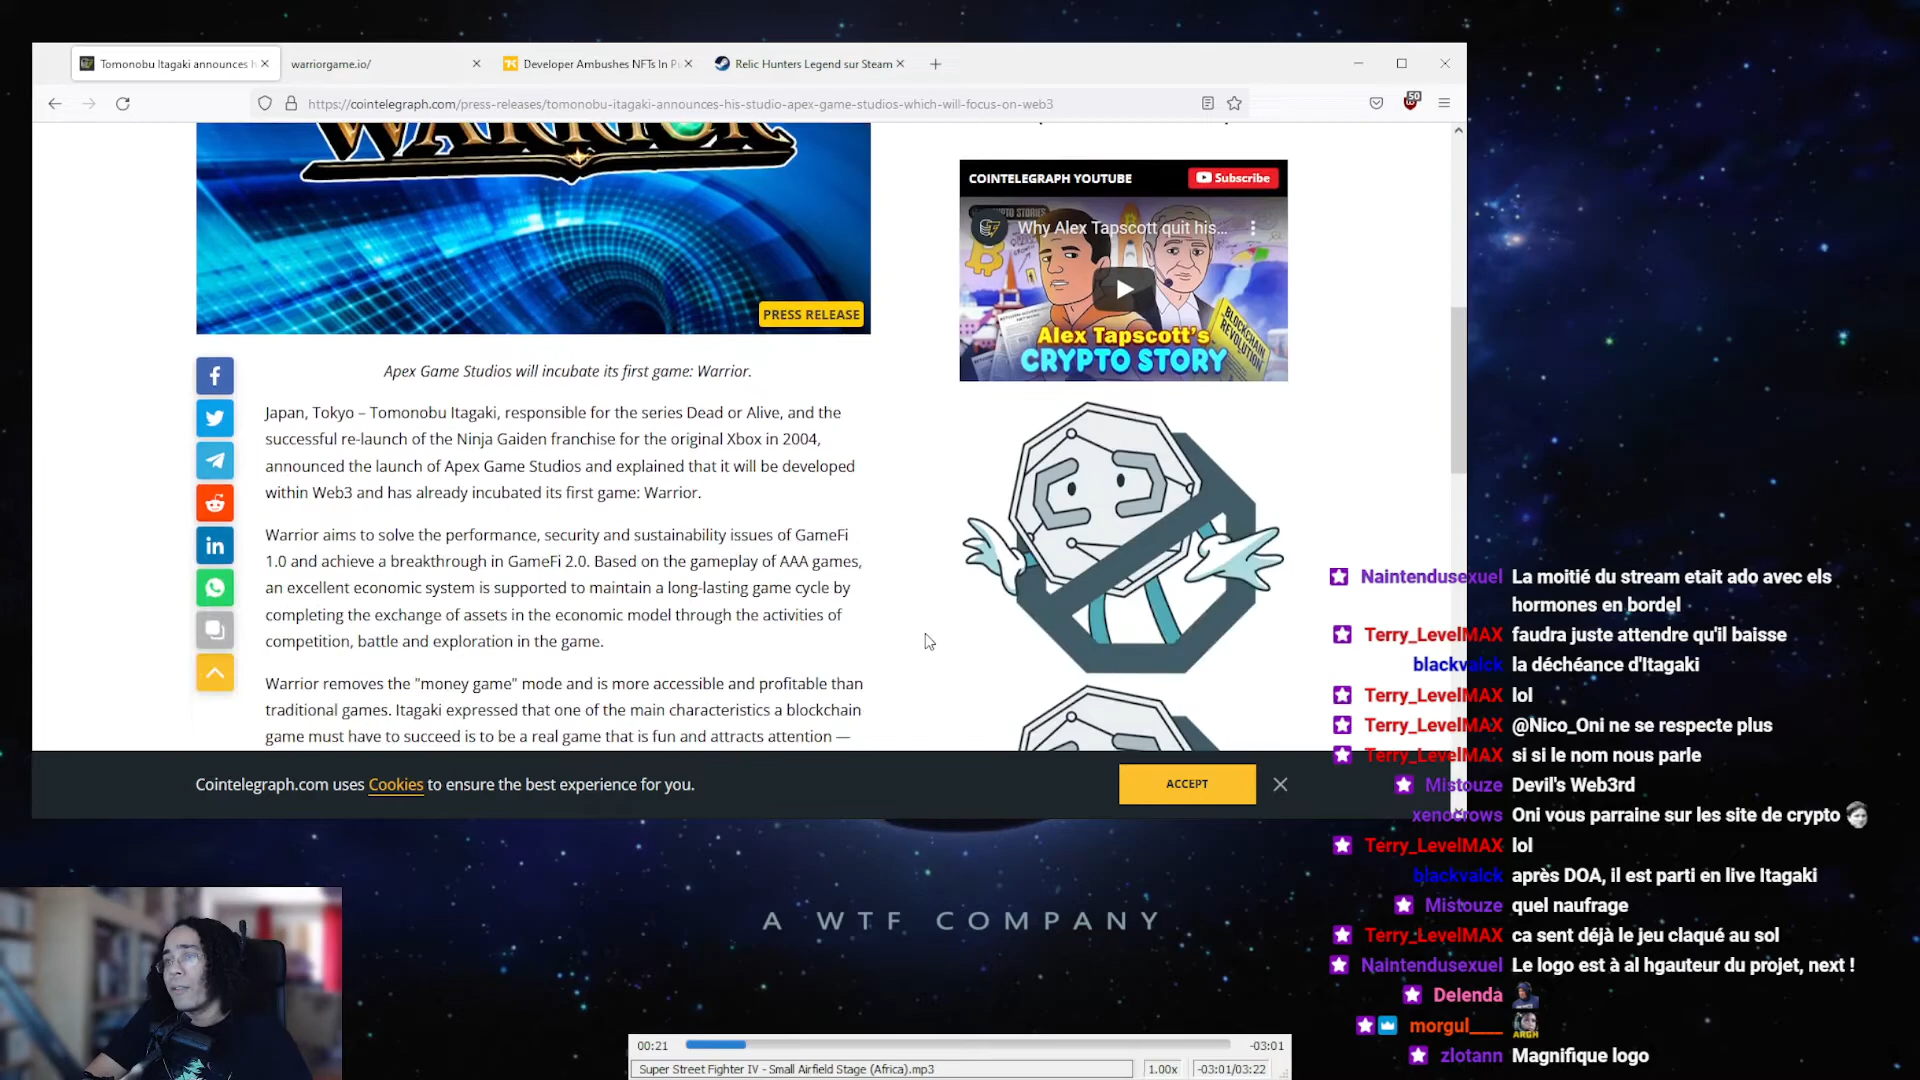 Tomonobu Itagaki announces h
warriorgame.io/
Developer Ambushes NFTs In Pu
Relic Hunters Legend sur Steam
https://cointelegraph.com/press-releases/tomonobu-itagaki-announces-his-studio-apex-game-studios-which-will-focus-on-web3
50
WARRIOR
PRESS RELEASE
COINTELEGRAPH YOUTUBE
Subscribe
CRYPTO STORIES
Why Alex Tapscott quit his...
BLOCKCHAIN REVOLUTION
Alex Tapscott's
CRYPTO STORY
Apex Game Studios will incubate its first game: Warrior.
Japan, Tokyo – Tomonobu Itagaki, responsible for the series Dead or Alive, and the
successful re-launch of the Ninja Gaiden franchise for the original Xbox in 2004,
announced the launch of Apex Game Studios and explained that it will be developed
within Web3 and has already incubated its first game: Warrior.
Warrior aims to solve the performance, security and sustainability issues of GameFi
1.0 and achieve a breakthrough in GameFi 2.0. Based on the gameplay of AAA games,
an excellent economic system is supported to maintain a long-lasting game cycle by
completing the exchange of assets in the economic model through the activities of
competition, battle and exploration in the game.
Warrior removes the "money game" mode and is more accessible and profitable than
traditional games. Itagaki expressed that one of the main characteristics a blockchain
game must have to succeed is to be a real game that is fun and attracts attention —
Cointelegraph.com uses Cookies to ensure the best experience for you.
ACCEPT
Naintendusexuel La moitié du stream etait ado avec els
hormones en bordel
Terry_LevelMAX faudra juste attendre qu'il baisse
blackvalck la déchéance d'Itagaki
Terry_LevelMAX lol
Terry_LevelMAX @Nico_Oni ne se respecte plus
Terry_LevelMAX si si le nom nous parle
Mistouze Devil's Web3rd
xenocrows Oni vous parraine sur les site de crypto
Terry_LevelMAX lol
blackvalck après DOA, il est parti en live Itagaki
Mistouze quel naufrage
Terry_LevelMAX ca sent déjà le jeu claqué au sol
Naintendusexuel Le logo est à al hgauteur du projet, next !
Delenda
morgul____
ARGH
zlotann Magnifique logo
A WTF COMPANY
00:21
-03:01
Super Street Fighter IV - Small Airfield Stage (Africa).mp3
1.00x
-03:01/03:22